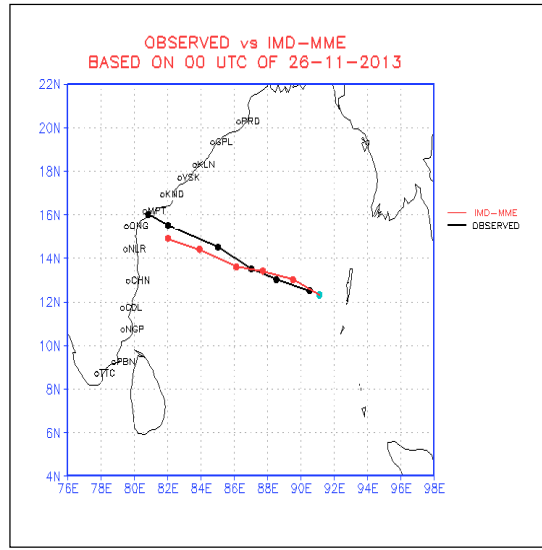 OBSERVED vs IMD-MME
BASED ON 00 UTC OF 26-11-2013
22N
20N
18N
16N
14N
12N
10N
8N
6N
4N
PRD
GPL
KLN
VSK
KND
MPT
ONG
NLR
CHN
CDL
NGP
PBN
TTC
IMD-MME
OBSERVED
76E 78E 80E 82E 84E 86E 88E 90E 92E 94E 96E 98E